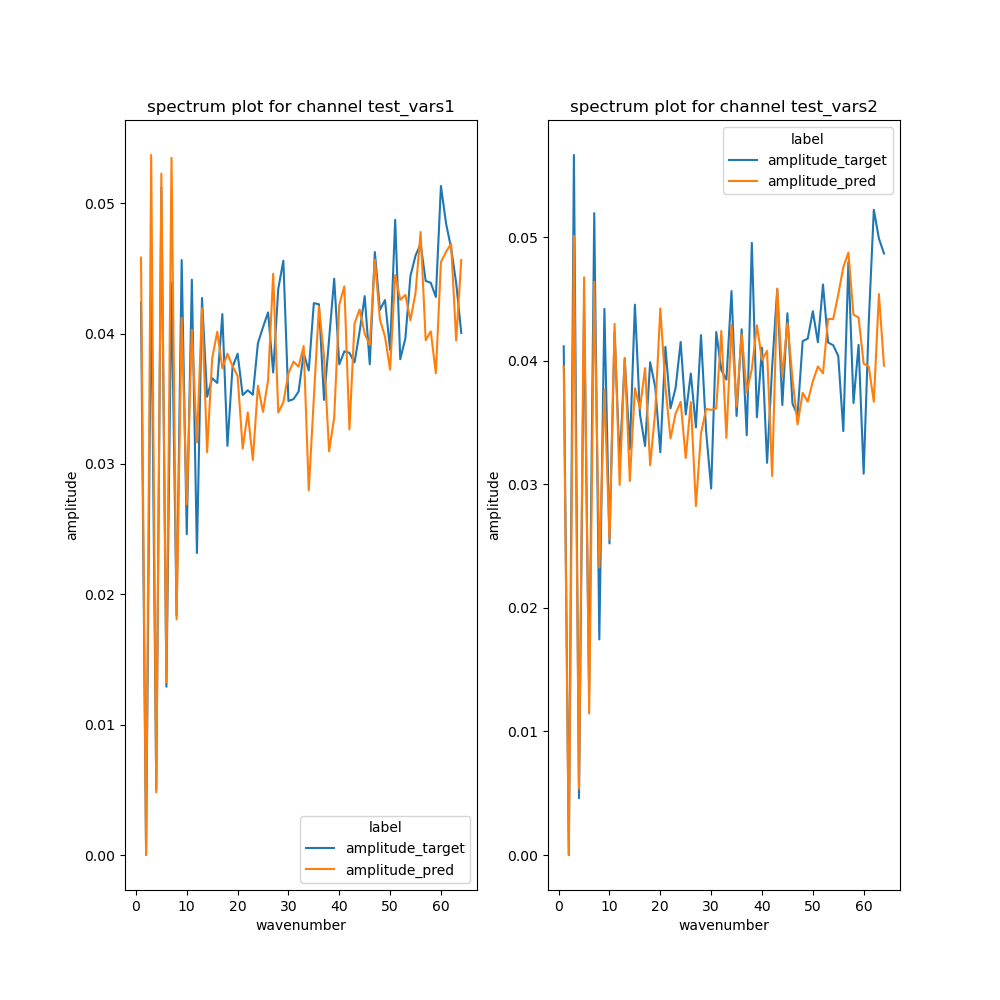 spectrum plot for channel test_vars1
amplitude
0.05
0.04
0.03
0.02
0.01
0.00
0 10 20 30 40 50 60
wavenumber
label
amplitude_target
amplitude_pred
spectrum plot for channel test_vars2
amplitude
0.05
0.04
0.03
0.02
0.01
0.00
0 10 20 30 40 50 60
wavenumber
label
amplitude_target
amplitude_pred